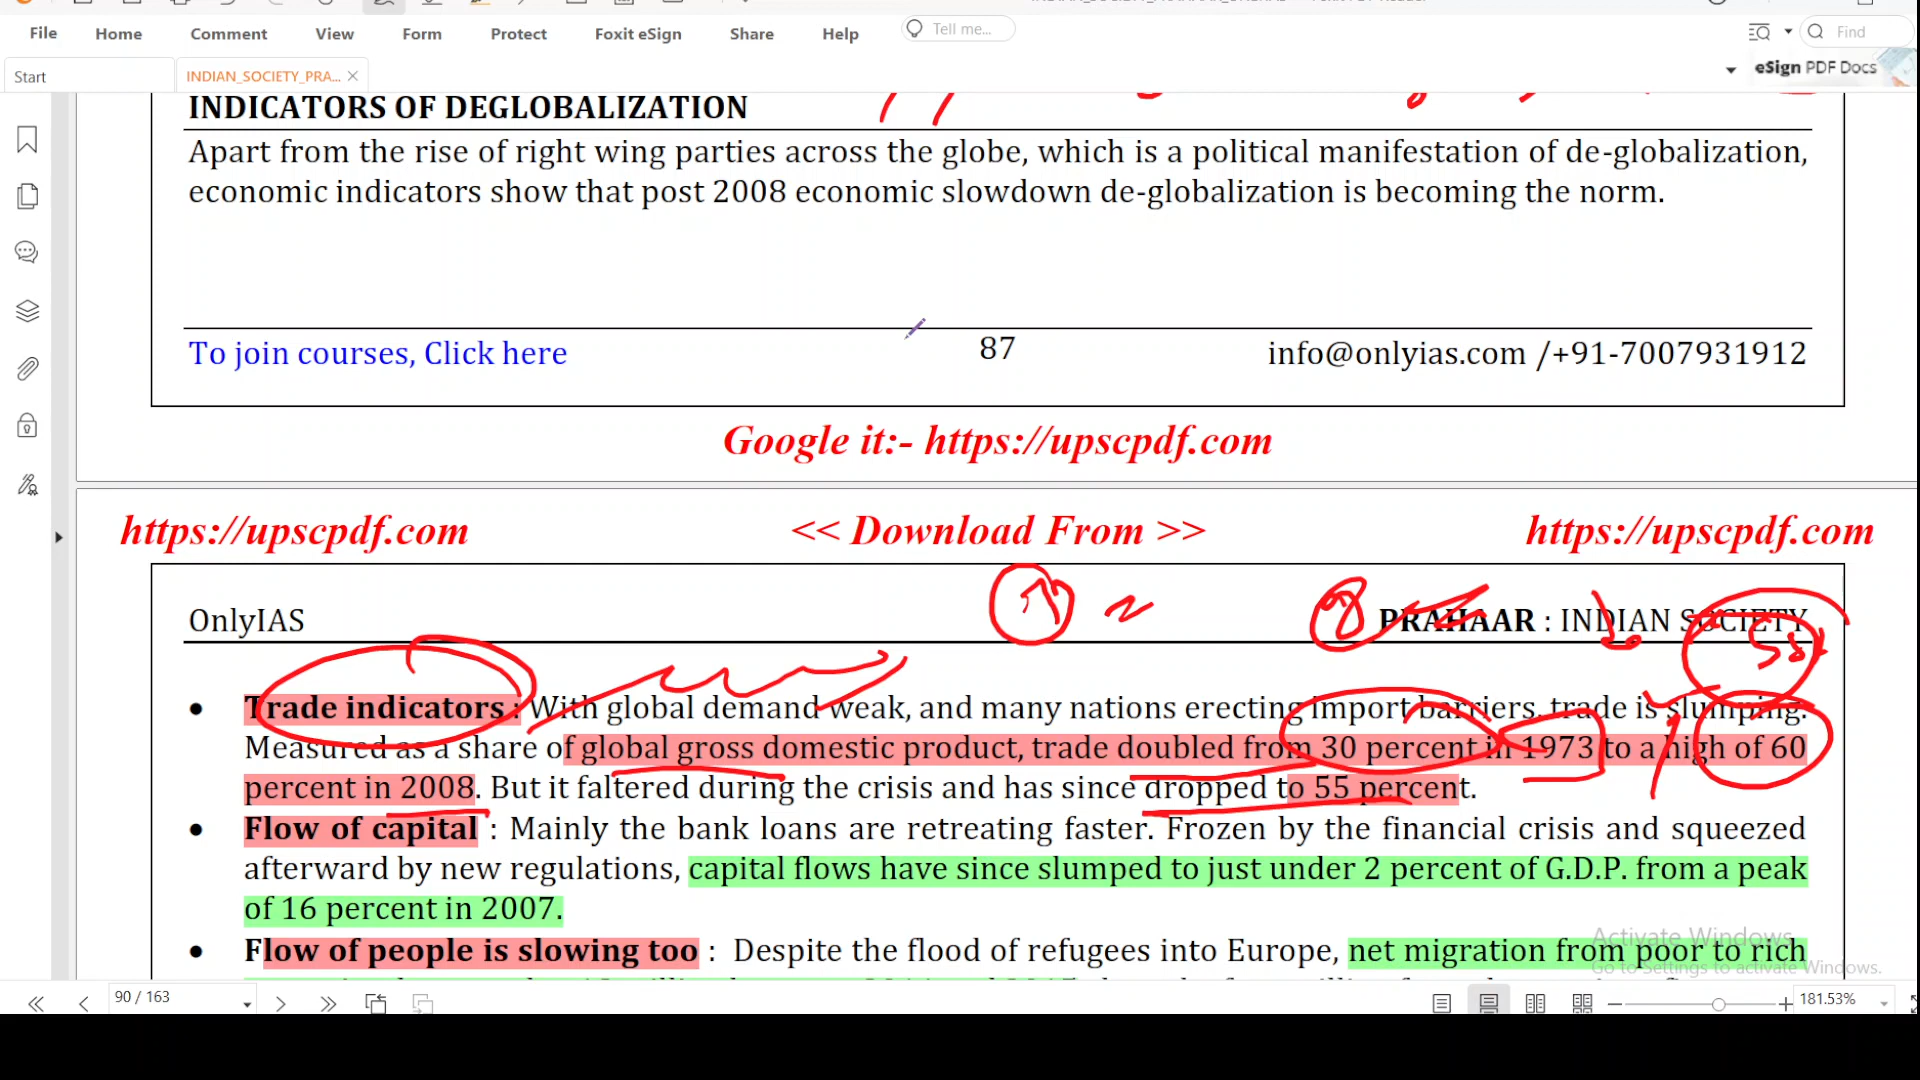 File Home Comment View Form Protect Foxit eSign Share Help Tell me... Find
Start INDIAN_SOCIETY_PRA... eSign PDF Docs
INDICATORS OF DEGLOBALIZATION
Apart from the rise of right wing parties across the globe, which is a political manifestation of de-globalization,
economic indicators show that post 2008 economic slowdown de-globalization is becoming the norm.
To join courses, Click here 87 info@onlyias.com /+91-7007931912
Google it:- https://upscpdf.com
https://upscpdf.com << Download From >> https://upscpdf.com
OnlyIAS PRAHAAR : INDIAN SOCIETY
• Trade indicators : With global demand weak, and many nations erecting import barriers, trade is slumping.
Measured as a share of global gross domestic product, trade doubled from 30 percent in 1973 to a high of 60
percent in 2008. But it faltered during the crisis and has since dropped to 55 percent.
• Flow of capital : Mainly the bank loans are retreating faster. Frozen by the financial crisis and squeezed
afterward by new regulations, capital flows have since slumped to just under 2 percent of G.D.P. from a peak
of 16 percent in 2007.
• Flow of people is slowing too : Despite the flood of refugees into Europe, net migration from poor to rich
Activate Windows
Go to Settings to activate Windows.
90 / 163 181.53%